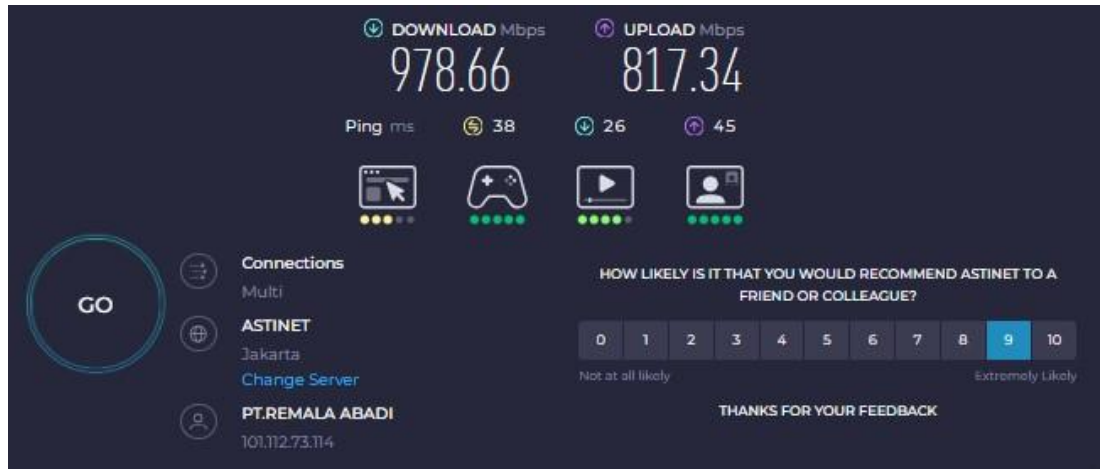 DOWNLOAD Mbps
UPLOAD Mbps
978.66
817.34
Ping ms 38 26 45
GO
Connections
Multi
ASTINET
Jakarta
Change Server
PT.REMALA ABADI
101.112.73.114
HOW LIKELY IS IT THAT YOU WOULD RECOMMEND ASTINET TO A
FRIEND OR COLLEAGUE?
0 1 2 3 4 5 6 7 8 9 10
Not at all likely
Extremely Likely
THANKS FOR YOUR FEEDBACK